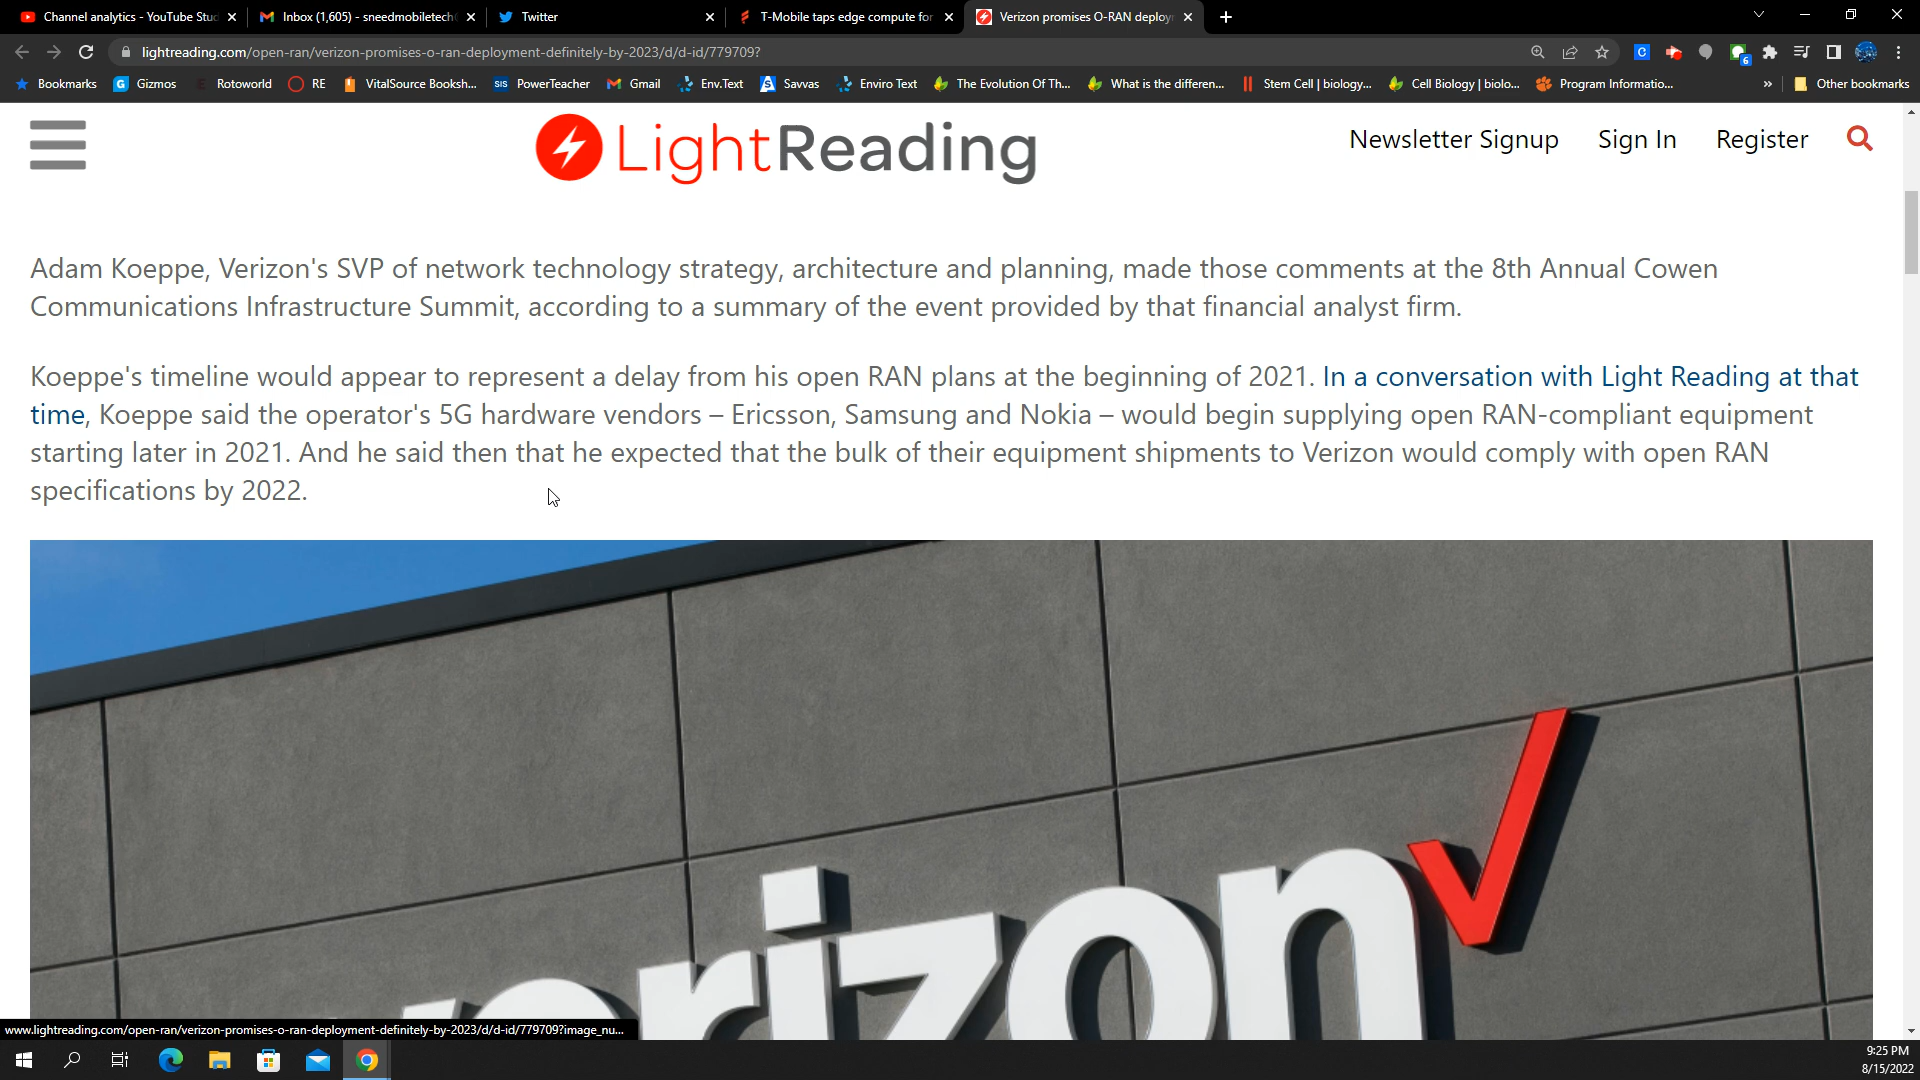 Channel analytics - YouTube Stu
Inbox (1,605) - sneedmobiletech
Twitter
T-Mobile taps edge compute for
Verizon promises O-RAN deploy
lightreading.com/open-ran/verizon-promises-o-ran-deployment-definitely-by-2023/d/d-id/779709?
Bookmarks
Gizmos
Rotoworld
RE
VitalSource Booksh...
SIS PowerTeacher
Gmail
Env.Text
Savvas
Enviro Text
The Evolution Of Th...
What is the differen...
Stem Cell | biology...
Cell Biology | biolo...
Program Informatio...
»
Other bookmarks
LightReading
Newsletter Signup
Sign In
Register
Adam Koeppe, Verizon's SVP of network technology strategy, architecture and planning, made those comments at the 8th Annual Cowen
Communications Infrastructure Summit, according to a summary of the event provided by that financial analyst firm.
Koeppe's timeline would appear to represent a delay from his open RAN plans at the beginning of 2021. In a conversation with Light Reading at that
time, Koeppe said the operator's 5G hardware vendors – Ericsson, Samsung and Nokia – would begin supplying open RAN-compliant equipment
starting later in 2021. And he said then that he expected that the bulk of their equipment shipments to Verizon would comply with open RAN
specifications by 2022.
verizon
www.lightreading.com/open-ran/verizon-promises-o-ran-deployment-definitely-by-2023/d/d-id/779709?image_nu...
9:25 PM
8/15/2022